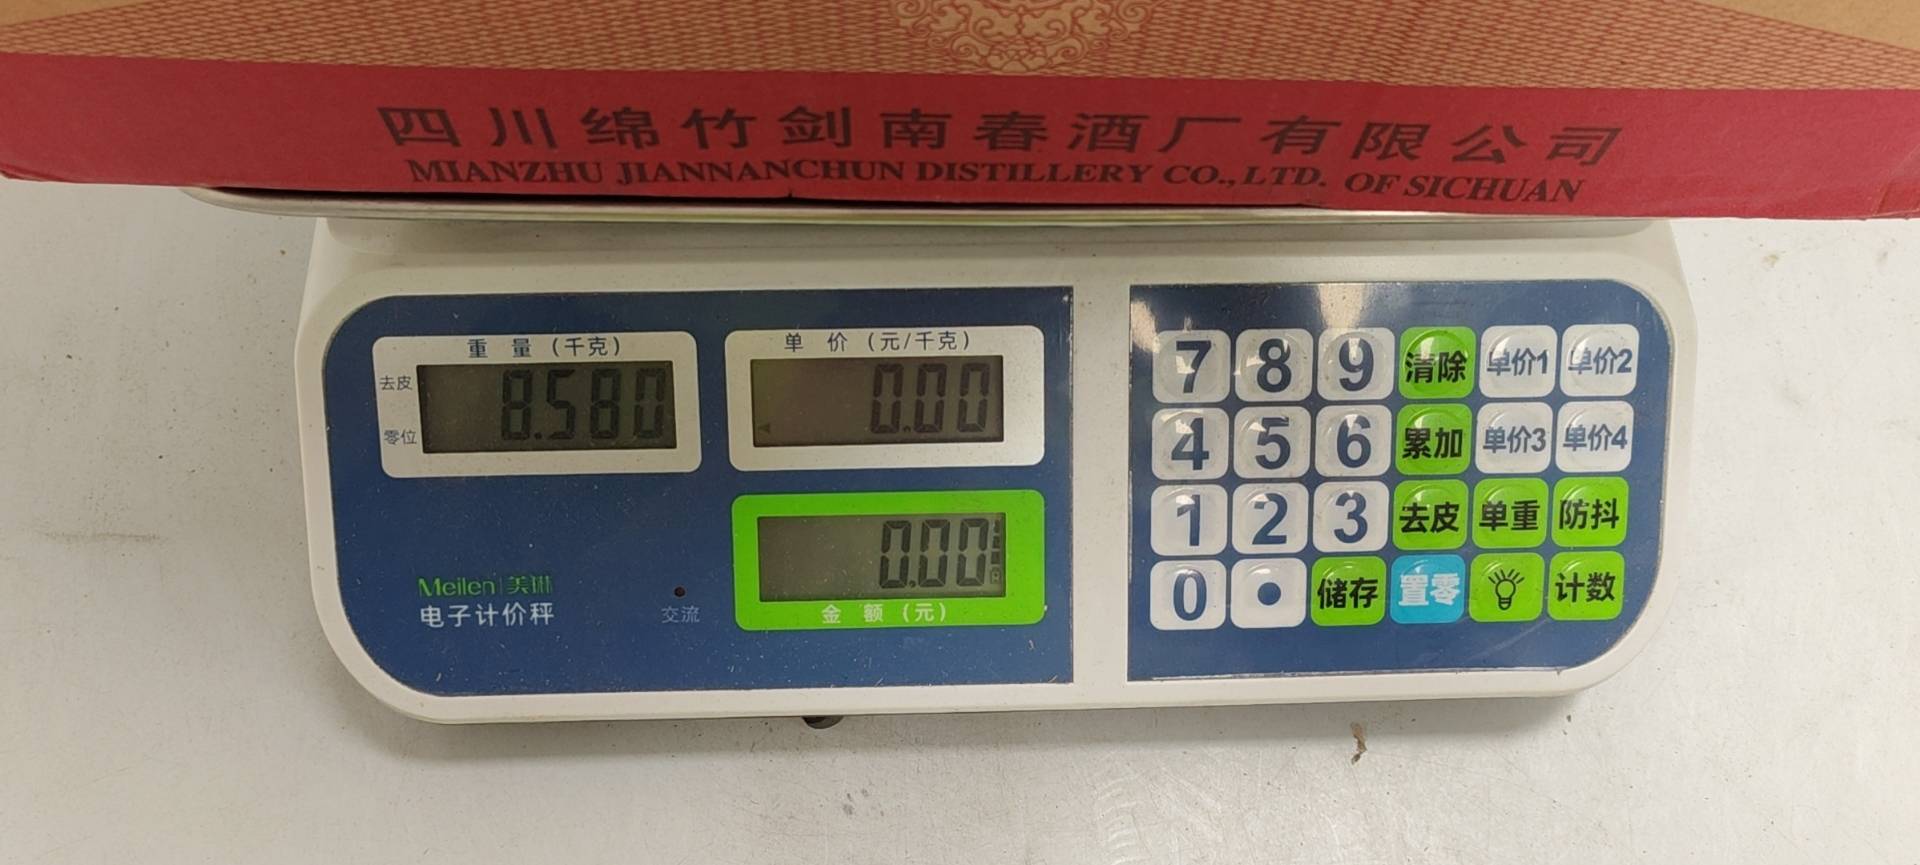 四川绵竹剑南春酒厂有限公司
MIANZHU JIANNANCHUN DISTILLERY CO.,LTD. OF SICHUAN
重量(千克)
去皮
零位
8.580
单价(元/千克)
0.00
0.00
金额(元)
Meilen|美琳
电子计价秤
交流
7 8 9 清除 单价1 单价2
4 5 6 累加 单价3 单价4
1 2 3 去皮 单重 防抖
0 • 储存 置零 计数